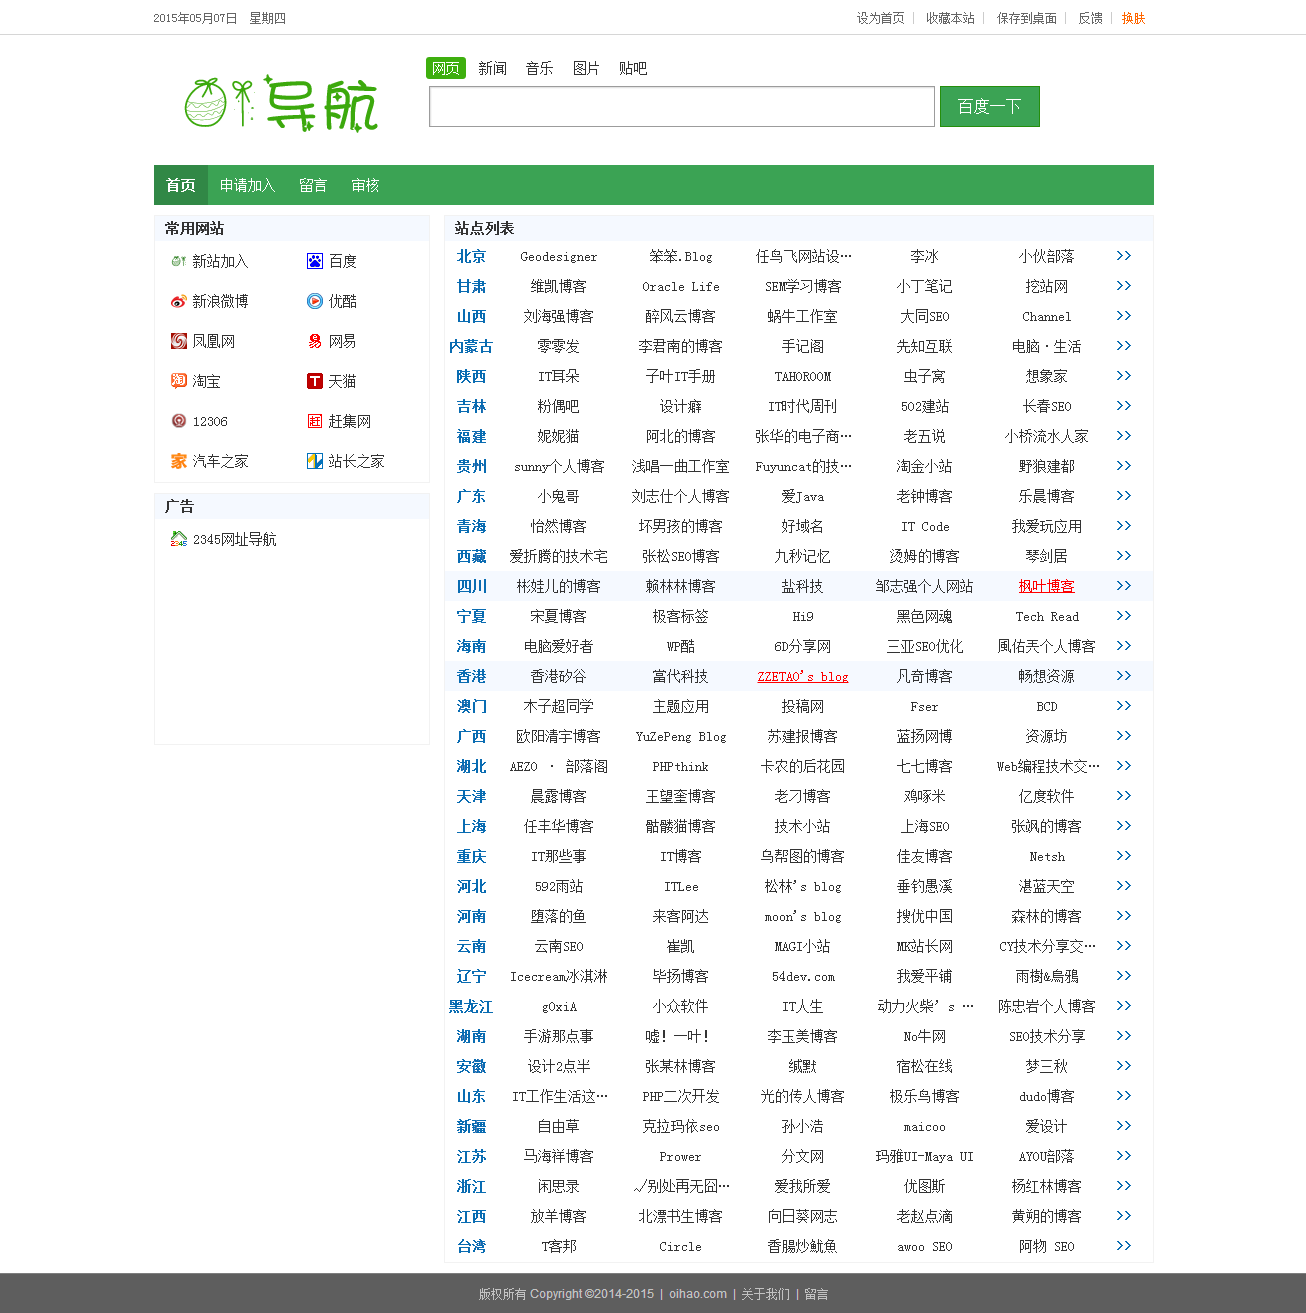 2015年05月07日 星期四 设为首页 | 收藏本站 | 保存到桌面 | 反馈 | 换肤
导航
网页 新闻 音乐 图片 贴吧
百度一下
首页 申请加入 留言 审核
常用网站
新站加入 百度
新浪微博 优酷
凤凰网 网易
淘宝 天猫
12306 赶集网
汽车之家 站长之家
广告
2345网址导航
站点列表
北京 Geodesigner 笨笨.Blog 任鸟飞网站设… 李冰 小伙部落 >>
甘肃 维凯博客 Oracle Life SEM学习博客 小丁笔记 挖站网 >>
山西 刘海强博客 醉风云博客 蜗牛工作室 大同SEO Channel >>
内蒙古 零零发 李君南的博客 手记阁 先知互联 电脑·生活 >>
陕西 IT耳朵 子叶IT手册 TAHOROOM 虫子窝 想象家 >>
吉林 粉偶吧 设计癖 IT时代周刊 502建站 长春SEO >>
福建 妮妮猫 阿北的博客 张华的电子商… 老五说 小桥流水人家 >>
贵州 sunny个人博客 浅唱一曲工作室 Fuyuncat的技… 淘金小站 野狼建都 >>
广东 小鬼哥 刘志仕个人博客 爱Java 老钟博客 乐晨博客 >>
青海 怡然博客 坏男孩的博客 好域名 IT Code 我爱玩应用 >>
西藏 爱折腾的技术宅 张松SEO博客 九秒记忆 烫姆的博客 琴剑居 >>
四川 彬娃儿的博客 赖林林博客 盐科技 邹志强个人网站 枫叶博客 >>
宁夏 宋夏博客 极客标签 Hi9 黑色网魂 Tech Read >>
海南 电脑爱好者 WP酷 6D分享网 三亚SEO优化 風佑兲个人博客 >>
香港 香港矽谷 富代科技 ZZETAO's blog 凡奇博客 畅想资源 >>
澳门 木子超同学 主题应用 投稿网 Fser BCD >>
广西 欧阳清宇博客 YuZePeng Blog 苏建报博客 蓝扬网博 资源坊 >>
湖北 AEZO · 部落阁 PHPthink 卡农的后花园 七七博客 Web编程技术交… >>
天津 晨露博客 王望奎博客 老刁博客 鸡啄米 亿度软件 >>
上海 任丰华博客 骷髅猫博客 技术小站 上海SEO 张飒的博客 >>
重庆 IT那些事 IT博客 乌帮图的博客 佳友博客 Netsh >>
河北 592雨站 ITLee 松林's blog 垂钓愚溪 湛蓝天空 >>
河南 堕落的鱼 来客阿达 moon's blog 搜优中国 森林的博客 >>
云南 云南SEO 崔凯 MAGI小站 MK站长网 CY技术分享交… >>
辽宁 Icecream冰淇淋 毕扬博客 54dev.com 我爱平铺 雨樹&烏鴉 >>
黑龙江 gOxiA 小众软件 IT人生 动力火柴’s … 陈忠岩个人博客 >>
湖南 手游那点事 嘘！一叶！ 李玉美博客 No牛网 SEO技术分享 >>
安徽 设计2点半 张某林博客 缄默 宿松在线 梦三秋 >>
山东 IT工作生活这… PHP二次开发 光的传人博客 极乐鸟博客 dudo博客 >>
新疆 自由草 克拉玛依seo 孙小浩 maicoo 爱设计 >>
江苏 马海祥博客 Prower 分文网 玛雅UI-Maya UI AYOU部落 >>
浙江 闲思录 ╱别处再无囧… 爱我所爱 优图斯 杨红林博客 >>
江西 放羊博客 北漂书生博客 向日葵网志 老赵点滴 黄朔的博客 >>
台湾 T客邦 Circle 香腸炒魷魚 awoo SEO 阿物 SEO >>
版权所有 Copyright ©2014-2015 | oihao.com | 关于我们 | 留言